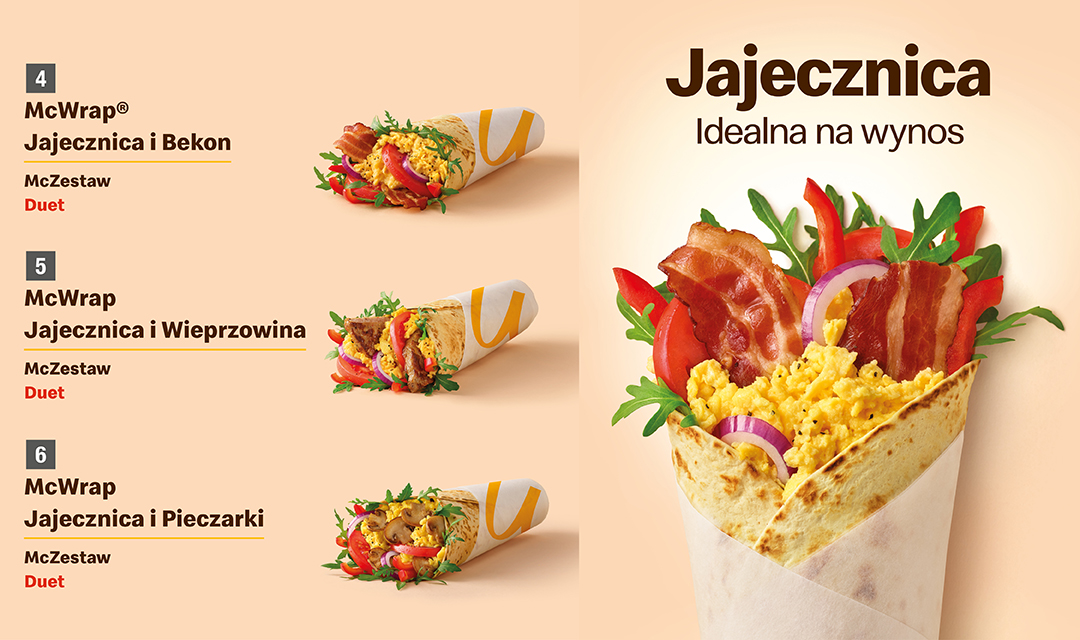 4
McWrap®
Jajecznica i Bekon
McZestaw
Duet
5
McWrap
Jajecznica i Wieprzowina
McZestaw
Duet
6
McWrap
Jajecznica i Pieczarki
McZestaw
Duet
Jajecznica
Idealna na wynos